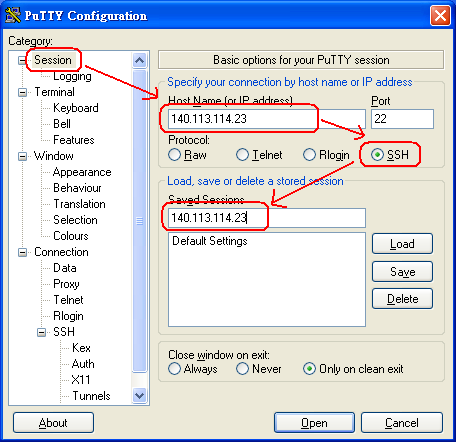 PuTTY Configuration
Category:
Session
Logging
Terminal
Keyboard
Bell
Features
Window
Appearance
Behaviour
Translation
Selection
Colours
Connection
Data
Proxy
Telnet
Rlogin
SSH
Kex
Auth
X11
Tunnels
Basic options for your PuTTY session
Specify your connection by host name or IP address
Host Name (or IP address) Port
140.113.114.23 22
Protocol:
Raw Telnet Rlogin SSH
Load, save or delete a stored session
Saved Sessions
140.113.114.23
Default Settings
Load
Save
Delete
Close window on exit:
Always Never Only on clean exit
About Open Cancel